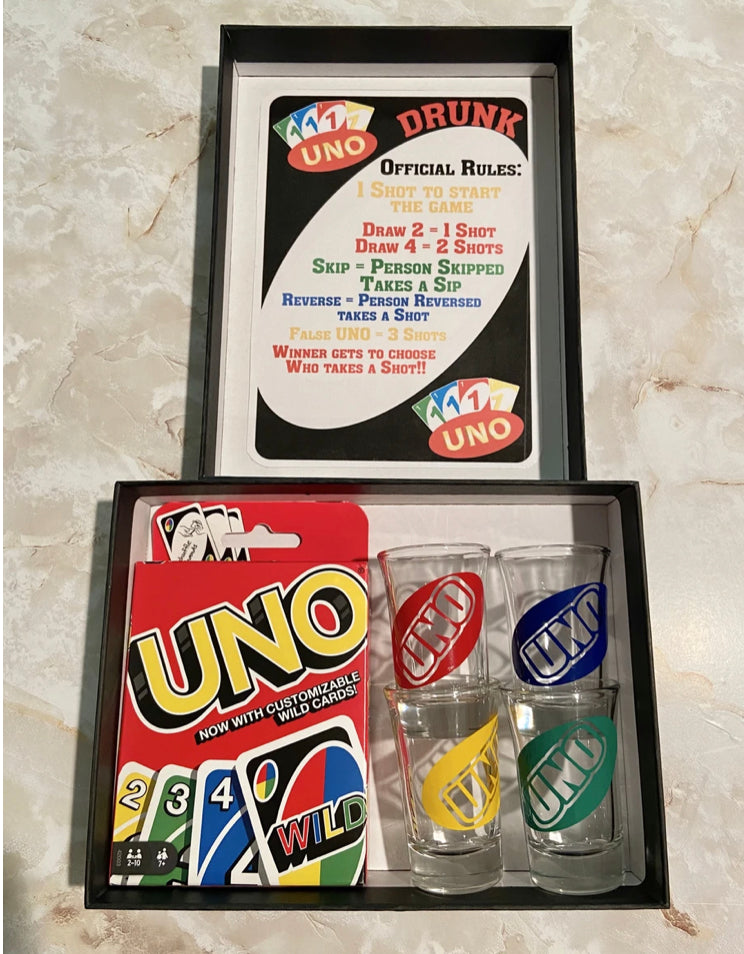 UNO
DRUNK
OFFICIAL RULES:
1 SHOT TO START
THE GAME
DRAW 2 = 1 SHOT
DRAW 4 = 2 SHOTS
SKIP = PERSON SKIPPED
TAKES A SIP
REVERSE = PERSON REVERSED
TAKES A SHOT
FALSE UNO = 3 SHOTS
WINNER GETS TO CHOOSE
WHO TAKES A SHOT!!
1
UNO
1
UNO
NOW WITH CUSTOMIZABLE
WILD CARDS!
2
3
4
WILD
2-10
7+
UNO
UNO
UNO
UNO